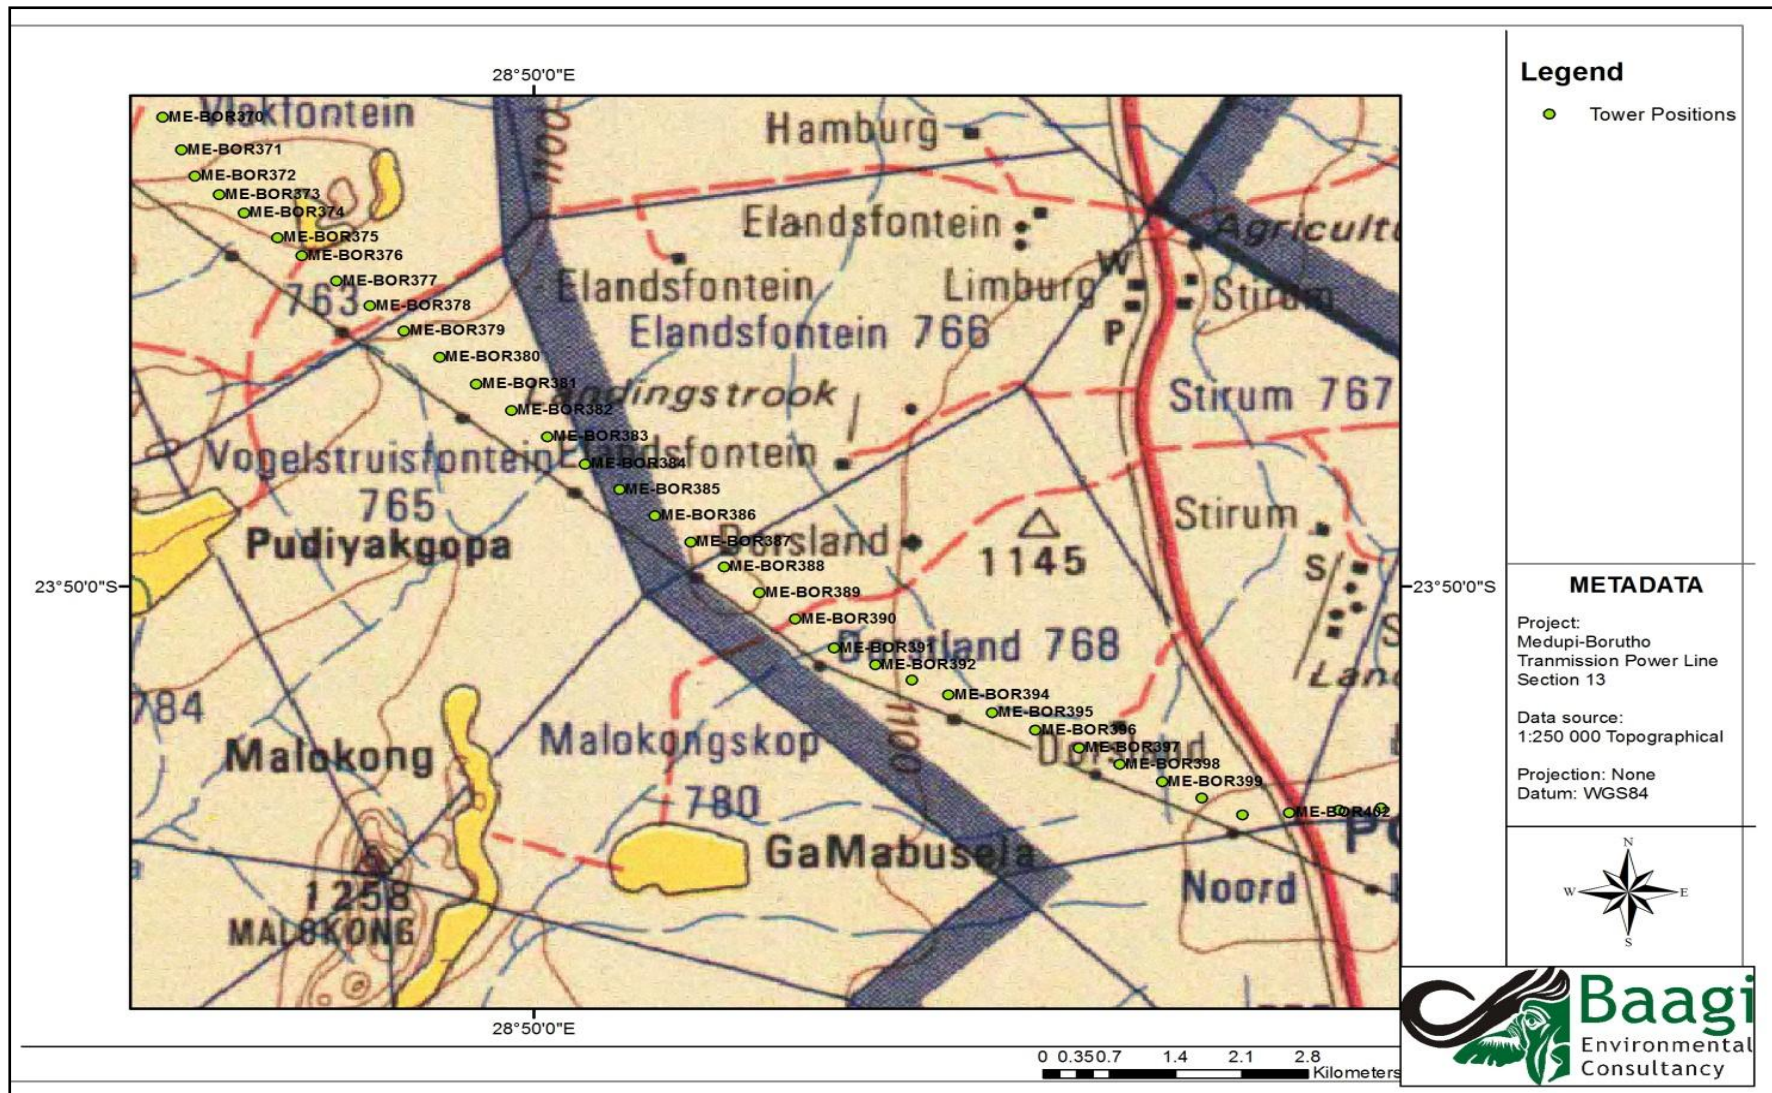 28°50'0"E
Legend
Tower Positions
ME-BOR370
Vlakfontein
1100
Hamburg
ME-BOR371
ME-BOR372
ME-BOR373
ME-BOR374
Elandsfontein
ME-BOR375
ME-BOR376
W
ME-BOR377
763
Elandsfontein
Limburg
Stirum
ME-BOR378
ME-BOR379
Elandsfontein 766
P
ME-BOR380
ME-BOR381
Landingstrook
Stirum 767
ME-BOR382
ME-BOR383
Vogelstruisfontein
Elandsfontein
ME-BOR384
ME-BOR385
765
ME-BOR386
Stirum
Pudiyakgopa
ME-BOR387
Dorsland
1145
ME-BOR388
S
23°50'0"S
23°50'0"S
ME-BOR389
ME-BOR390
ME-BOR391
Dorstland 768
ME-BOR392
784
ME-BOR394
ME-BOR395
1100
ME-BOR396
Malokong
Malokongskop
ME-BOR397
Dorsland
ME-BOR398
ME-BOR399
780
ME-BOR402
GaMabusela
Noord
1258
MALOKONG
28°50'0"E
METADATA
Project:
Medupi-Borutho
Tranmission Power Line
Section 13
Data source:
1:250 000 Topographical
Projection: None
Datum: WGS84
N
W
E
S
0 0.35 0.7 1.4 2.1 2.8
Kilometers
Baagi
Environmental
Consultancy